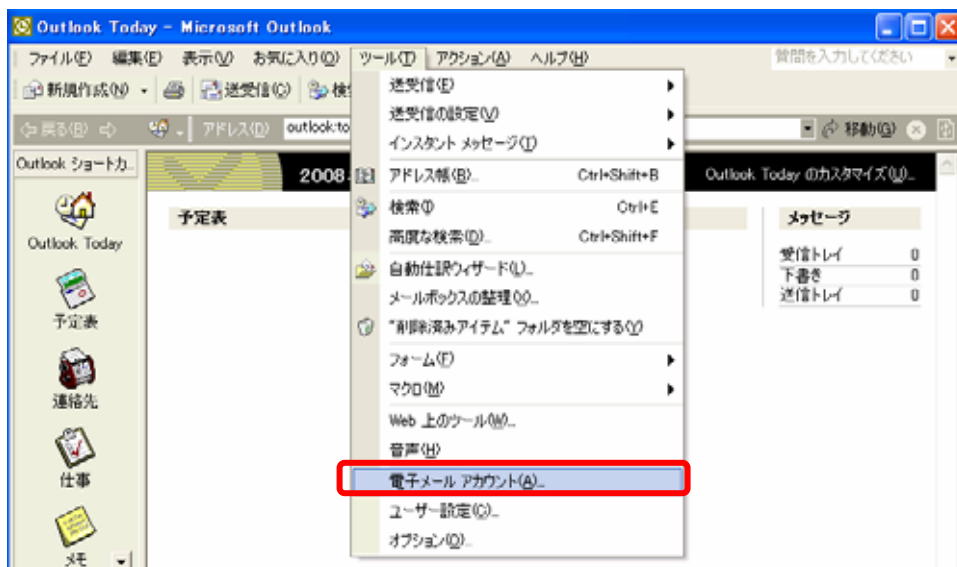 Outlook Today - Microsoft Outlook
ファイル(F) 編集(E) 表示(V) お気に入り(O) ツール(T) アクション(A) ヘルプ(H) 質問を入力してください
新規作成(N) 送受信(C) 検
戻る(B) アドレス(D) outlook:to 移動(G)
Outlook ショートカ...
2008 Outlook Today のカスタマイズ(U)...
Outlook Today
予定表
連絡先
仕事
メモ
予定表
メッセージ
受信トレイ 0
下書き 0
送信トレイ 0
送受信(E)
送受信の設定(V)
インスタント メッセージ(T)
アドレス帳(B)... Ctrl+Shift+B
検索(I) Ctrl+E
高度な検索(D)... Ctrl+Shift+F
自動仕訳ウィザード(L)...
メールボックスの整理(X)...
"削除済みアイテム" フォルダを空にする(Y)
フォーム(F)
マクロ(M)
Web 上のツール(W)...
音声(H)
電子メール アカウント(A)...
ユーザー設定(C)...
オプション(O)...